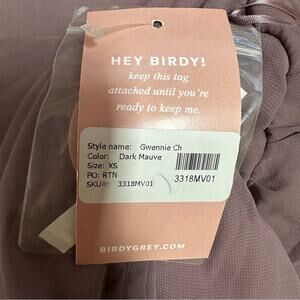 HEY BIRDY!
keep this tag
attached until you're
ready to keep me.
Style name: Gwennie Ch
Color: Dark Mauve
Size: XS
PO: RTN
SKU#: 3318MV01
3318MV01
BIRDYGREY.COM